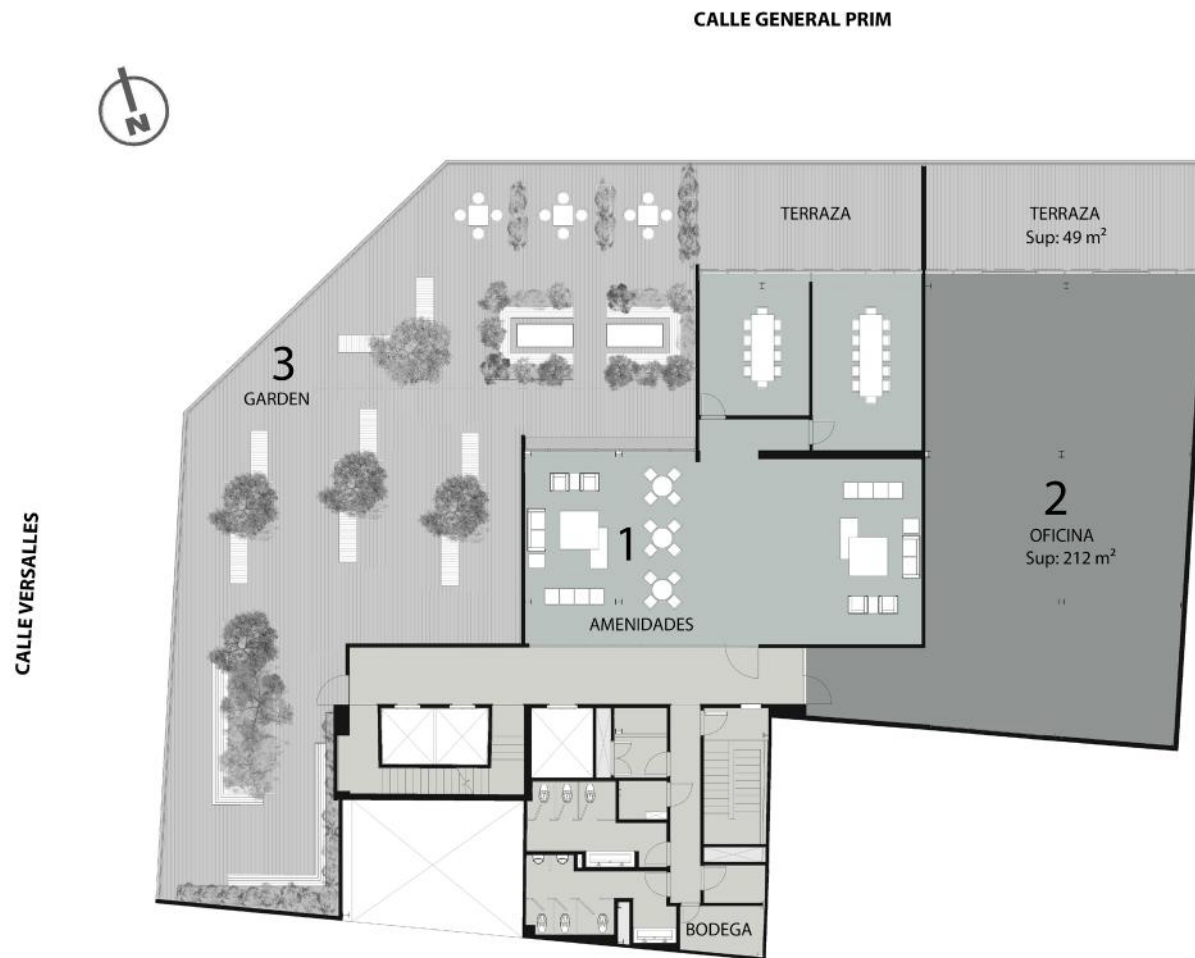 CALLE GENERAL PRIM
N
TERRAZA
TERRAZA
Sup: 49 m²
3
GARDEN
1
AMENIDADES
2
OFICINA
Sup: 212 m²
CALLE VERSALLES
BODEGA